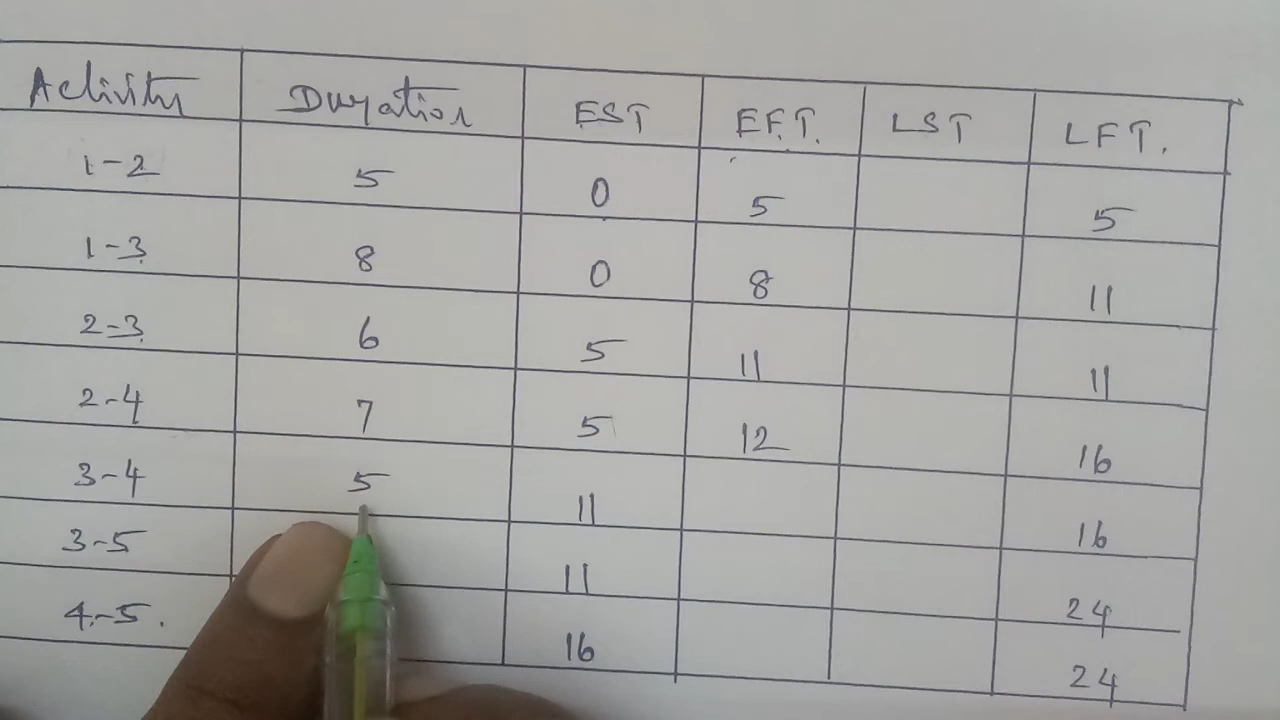 Activity Duration EST E.F.T. LST LFT.
1-2 5 0 5 5
1-3 8 0 8 11
2-3 6 5 11 11
2-4 7 5 12 16
3-4 5 11 16
3-5 11 24
4-5. 16 24